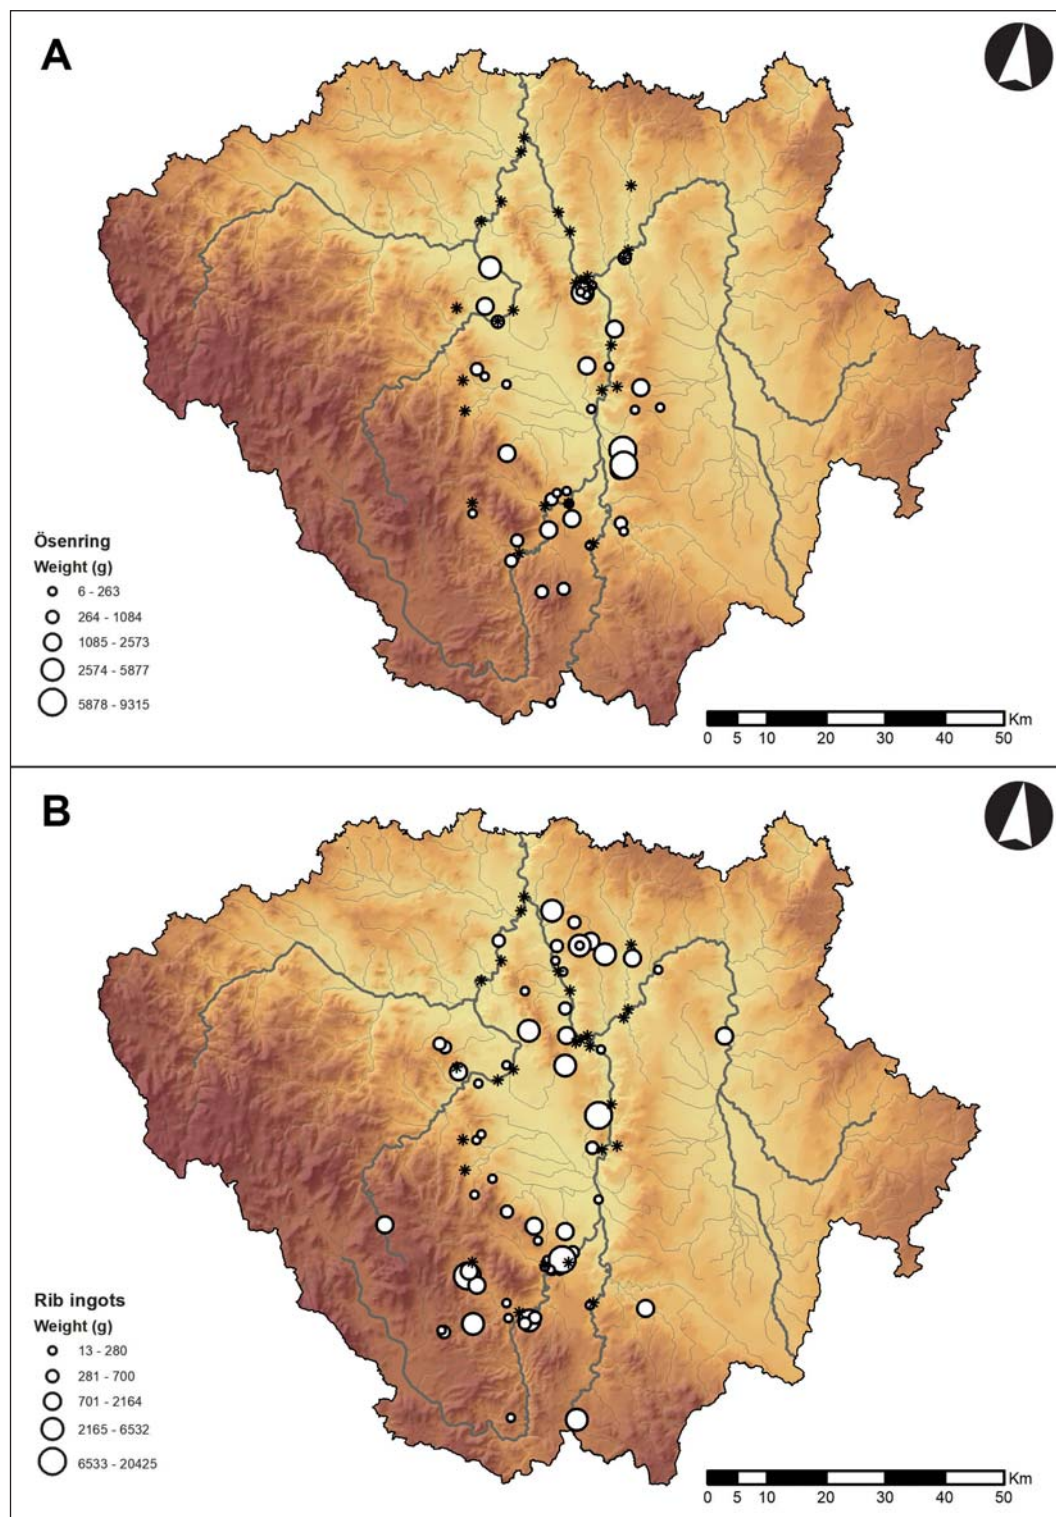 A
Ösenring
Weight (g)
6 - 263
264 - 1084
1085 - 2573
2574 - 5877
5878 - 9315
Km
0 5 10 20 30 40 50
B
Rib ingots
Weight (g)
13 - 280
281 - 700
701 - 2164
2165 - 6532
6533 - 20425
Km
0 5 10 20 30 40 50